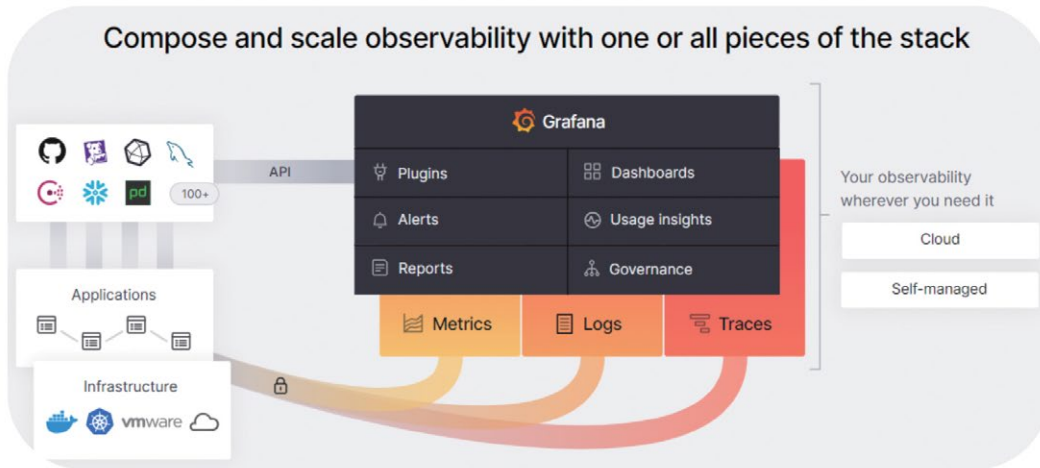 Compose and scale observability with one or all pieces of the stack
Grafana
API
Plugins
Dashboards
pd
100+
Alerts
Usage insights
Reports
Governance
Your observability
wherever you need it
Cloud
Self-managed
Applications
Metrics
Logs
Traces
Infrastructure
vmware